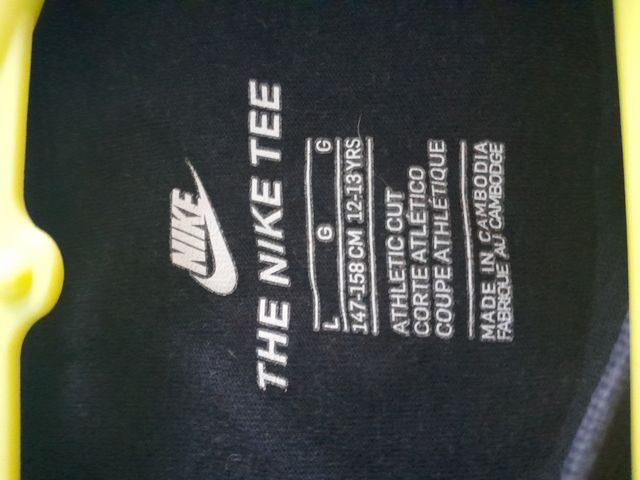 NIKE
THE NIKE TEE
L G G
147-158 CM 12-13 YRS
ATHLETIC CUT
CORTE ATLÉTICO
COUPE ATHLÉTIQUE
MADE IN CAMBODIA
FABRIQUÉ AU CAMBODGE